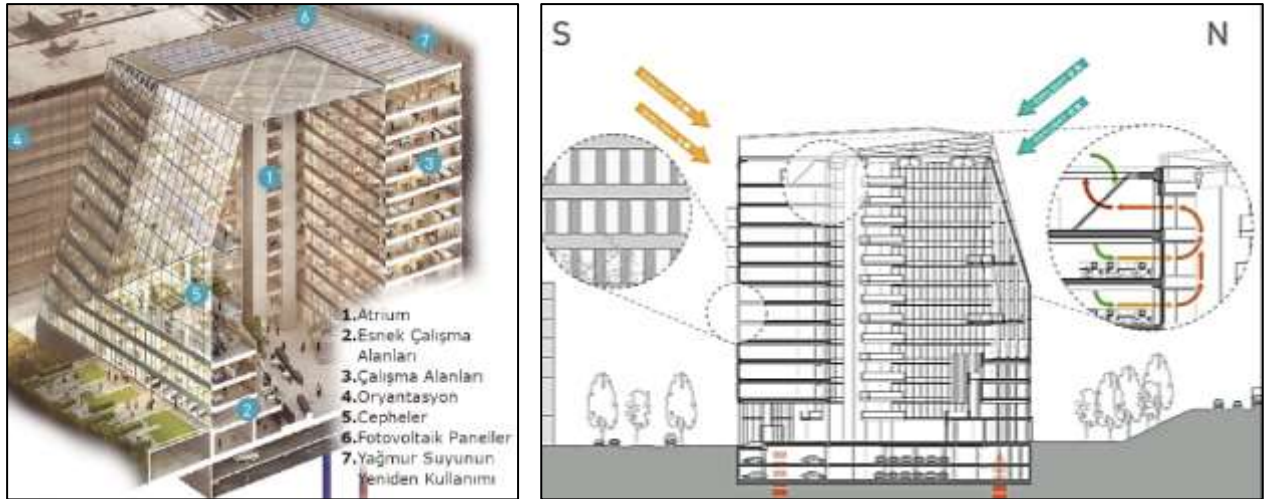 6
7
4
3
1
5
2
1.Atrium
2.Esnek Çalışma
Alanları
3.Çalışma Alanları
4.Oryantasyon
5.Cepheler
6.Fotovoltaik Paneller
7.Yağmur Suyunun
Yeniden Kullanımı
S
N